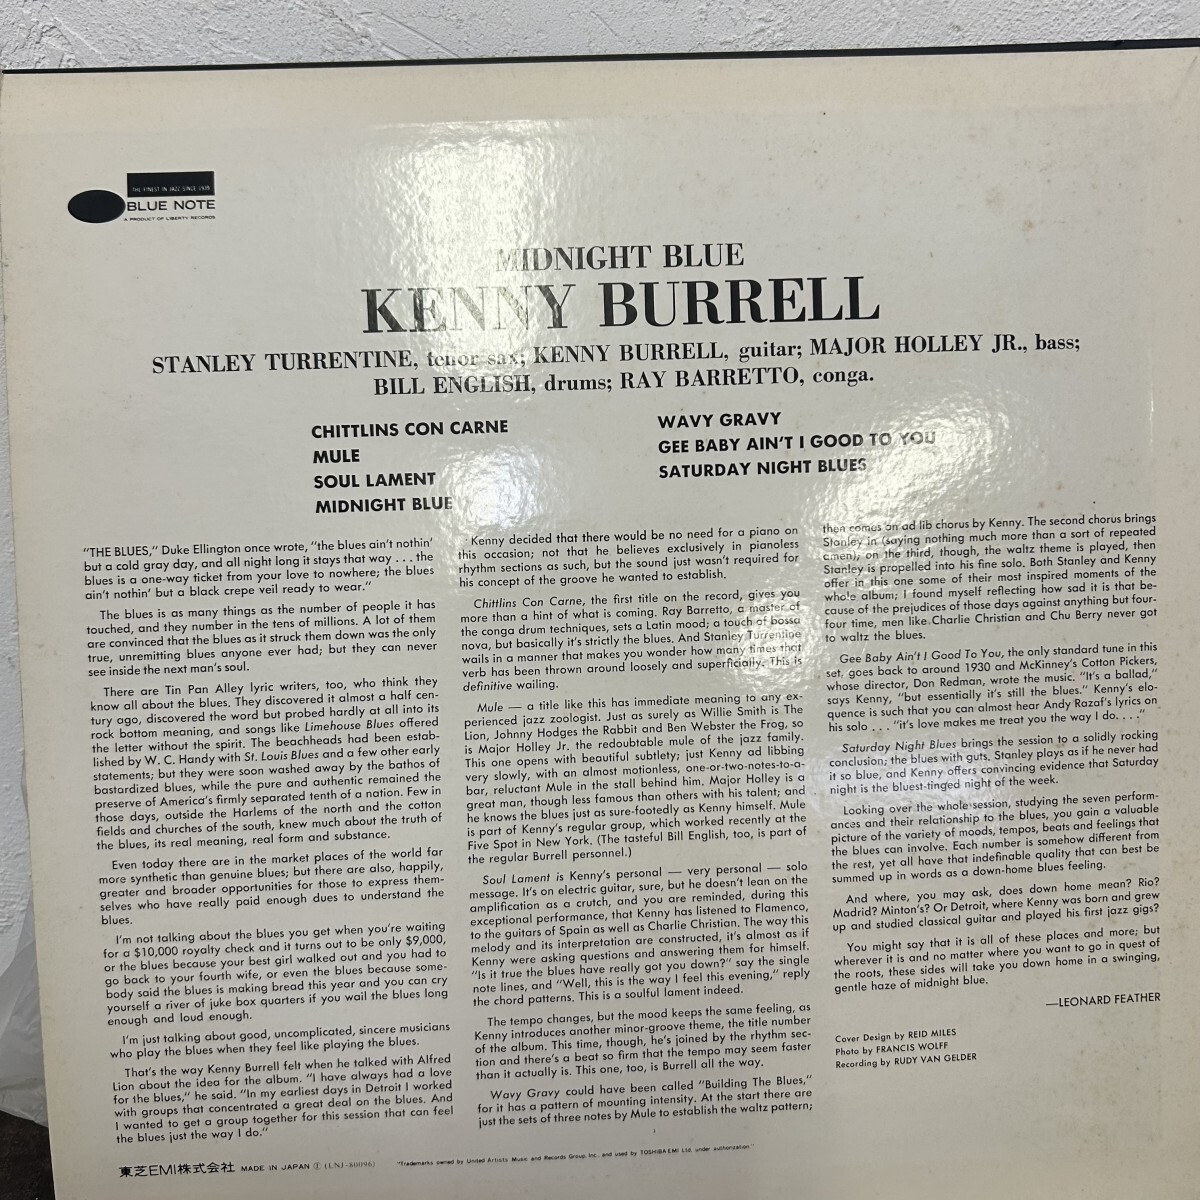 THE FINEST IN JAZZ SINCE 1939
BLUE NOTE
A PRODUCT OF LIBERTY RECORDS
MIDNIGHT BLUE
KENNY BURRELL
STANLEY TURRENTINE, tenor sax; KENNY BURRELL, guitar; MAJOR HOLLEY JR., bass;
BILL ENGLISH, drums; RAY BARRETTO, conga.
CHITTLINS CON CARNE
MULE
SOUL LAMENT
MIDNIGHT BLUE
WAVY GRAVY
GEE BABY AIN'T I GOOD TO YOU
SATURDAY NIGHT BLUES
"THE BLUES," Duke Ellington once wrote, "the blues ain't nothin'
but a cold gray day, and all night long it stays that way . . . the
blues is a one-way ticket from your love to nowhere; the blues
ain't nothin' but a black crepe veil ready to wear."
The blues is as many things as the number of people it has
touched, and they number in the tens of millions. A lot of them
are convinced that the blues as it struck them down was the only
true, unremitting blues anyone ever had; but they can never
see inside the next man's soul.
There are Tin Pan Alley lyric writers, too, who think they
know all about the blues. They discovered it almost a half cen-
tury ago, discovered the word but probed hardly at all into its
rock bottom meaning, and songs like Limehouse Blues offered
the letter without the spirit. The beachheads had been estab-
lished by W. C. Handy with St. Louis Blues and a few other early
statements; but they were soon washed away by the bathos of
bastardized blues, while the pure and authentic remained the
preserve of America's firmly separated tenth of a nation. Few in
those days, outside the Harlems of the north and the cotton
fields and churches of the south, knew much about the truth of
the blues, its real meaning, real form and substance.
Even today there are in the market places of the world far
more synthetic than genuine blues; but there are also, happily,
greater and broader opportunities for those to express them-
selves who have really paid enough dues to understand the
blues.
I'm not talking about the blues you get when you're waiting
for a $10,000 royalty check and it turns out to be only $9,000,
or the blues because your best girl walked out and you had to
go back to your fourth wife, or even the blues because some-
body said the blues is making bread this year and you can cry
yourself a river of juke box quarters if you wail the blues long
enough and loud enough.
I'm just talking about good, uncomplicated, sincere musicians
who play the blues when they feel like playing the blues.
That's the way Kenny Burrell felt when he talked with Alfred
Lion about the idea for the album. "I have always had a love
for the blues," he said. "In my earliest days in Detroit I worked
with groups that concentrated a great deal on the blues. And
I wanted to get a group together for this session that can feel
the blues just the way I do."
Kenny decided that there would be no need for a piano on
this occasion; not that he believes exclusively in pianoless
rhythm sections as such, but the sound just wasn't required for
his concept of the groove he wanted to establish.
Chittlins Con Carne, the first title on the record, gives you
more than a hint of what is coming. Ray Barretto, a master of
the conga drum techniques, sets a Latin mood; a touch of bossa
nova, but basically it's strictly the blues. And Stanley Turrentine
wails in a manner that makes you wonder how many times that
verb has been thrown around loosely and superficially. This is
definitive wailing.
Mule — a title like this has immediate meaning to any ex-
perienced jazz zoologist. Just as surely as Willie Smith is The
Lion, Johnny Hodges the Rabbit and Ben Webster the Frog, so
is Major Holley Jr. the redoubtable mule of the jazz family.
This one opens with beautiful subtlety; just Kenny ad libbing
very slowly, with an almost motionless, one-or-two-notes-to-a-
bar, reluctant Mule in the stall behind him. Major Holley is a
great man, though less famous than others with his talent; and
he knows the blues just as sure-footedly as Kenny himself. Mule
is part of Kenny's regular group, which worked recently at the
Five Spot in New York. (The tasteful Bill English, too, is part of
the regular Burrell personnel.)
Soul Lament is Kenny's personal — very personal — solo
message. It's on electric guitar, sure, but he doesn't lean on the
amplification as a crutch, and you are reminded, during this
exceptional performance, that Kenny has listened to Flamenco,
to the guitars of Spain as well as Charlie Christian. The way this
melody and its interpretation are constructed, it's almost as if
Kenny were asking questions and answering them for himself.
"Is it true the blues have really got you down?" say the single
note lines, and "Well, this is the way I feel this evening," reply
the chord patterns. This is a soulful lament indeed.
The tempo changes, but the mood keeps the same feeling, as
Kenny introduces another minor-groove theme, the title number
of the album. This time, though, he's joined by the rhythm sec-
tion and there's a beat so firm that the tempo may seem faster
than it actually is. This one, too, is Burrell all the way.
Wavy Gravy could have been called "Building The Blues,"
for it has a pattern of mounting intensity. At the start there are
just the sets of three notes by Mule to establish the waltz pattern;
then comes an ad lib chorus by Kenny. The second chorus brings
Stanley in (saying nothing much more than a sort of repeated
amen); on the third, though, the waltz theme is played, then
Stanley is propelled into his fine solo. Both Stanley and Kenny
offer in this one some of their most inspired moments of the
whole album; I found myself reflecting how sad it is that be-
cause of the prejudices of those days against anything but four-
four time, men like Charlie Christian and Chu Berry never got
to waltz the blues.
Gee Baby Ain't I Good To You, the only standard tune in this
set, goes back to around 1930 and McKinney's Cotton Pickers,
whose director, Don Redman, wrote the music. "It's a ballad,"
says Kenny, "but essentially it's still the blues." Kenny's elo-
quence is such that you can almost hear Andy Razaf's lyrics on
his solo . . . "it's love makes me treat you the way I do. . . ."
Saturday Night Blues brings the session to a solidly rocking
conclusion; the blues with guts. Stanley plays as if he never had
it so blue, and Kenny offers convincing evidence that Saturday
night is the bluest-tinged night of the week.
Looking over the whole session, studying the seven perform-
ances and their relationship to the blues, you gain a valuable
picture of the variety of moods, tempos, beats and feelings that
the blues can involve. Each number is somehow different from
the rest, yet all have that indefinable quality that can best be
summed up in words as a down-home blues feeling.
And where, you may ask, does down home mean? Rio?
Madrid? Minton's? Or Detroit, where Kenny was born and grew
up and studied classical guitar and played his first jazz gigs?
You might say that it is all of these places and more; but
wherever it is and no matter where you want to go in quest of
the roots, these sides will take you down home in a swinging,
gentle haze of midnight blue.
—LEONARD FEATHER
Cover Design by REID MILES
Photo by FRANCIS WOLFF
Recording by RUDY VAN GELDER
東芝EMI株式会社 MADE IN JAPAN Ⓘ (LNJ-80096)
"Trademarks owned by United Artists Music and Records Group, Inc. and used by TOSHIBA EMI Ltd. under authorization."